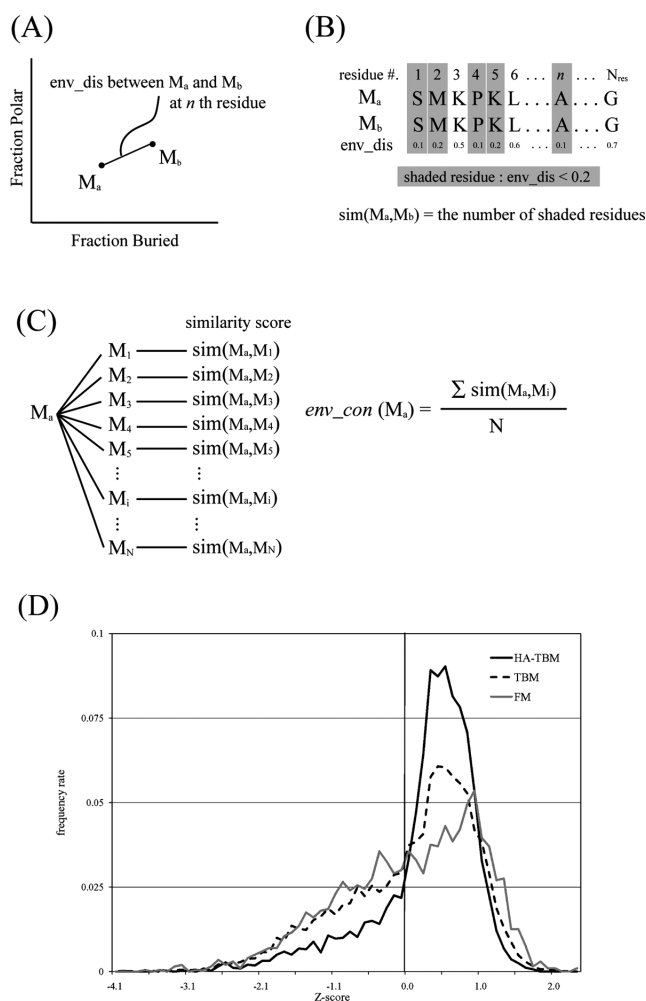 (A)
env_dis between Ma and Mb
at n th residue
Fraction Polar
Ma
Mb
Fraction Buried
(B)
residue #. 1 2 3 4 5 6 ... n ... Nres
Ma S M K P K L...A...G
Mb S M K P K L...A...G
env_dis 0.1 0.2 0.5 0.1 0.2 0.6 ... 0.1 ... 0.7
shaded residue : env_dis < 0.2
sim(Ma,Mb) = the number of shaded residues
(C)
similarity score
Ma
M1 sim(Ma,M1)
M2 sim(Ma,M2)
M3 sim(Ma,M3)
M4 sim(Ma,M4)
M5 sim(Ma,M5)
⋮ ⋮
Mi sim(Ma,Mi)
⋮ ⋮
MN sim(Ma,MN)
env_con (Ma) = ∑ sim(Ma,Mi)
N
(D)
0.1
0.075
0.05
0.025
0
frequency rate
HA-TBM
TBM
FM
-4.1 -3.1 -2.1 -1.1 0.0 1.0 2.0
Z-score